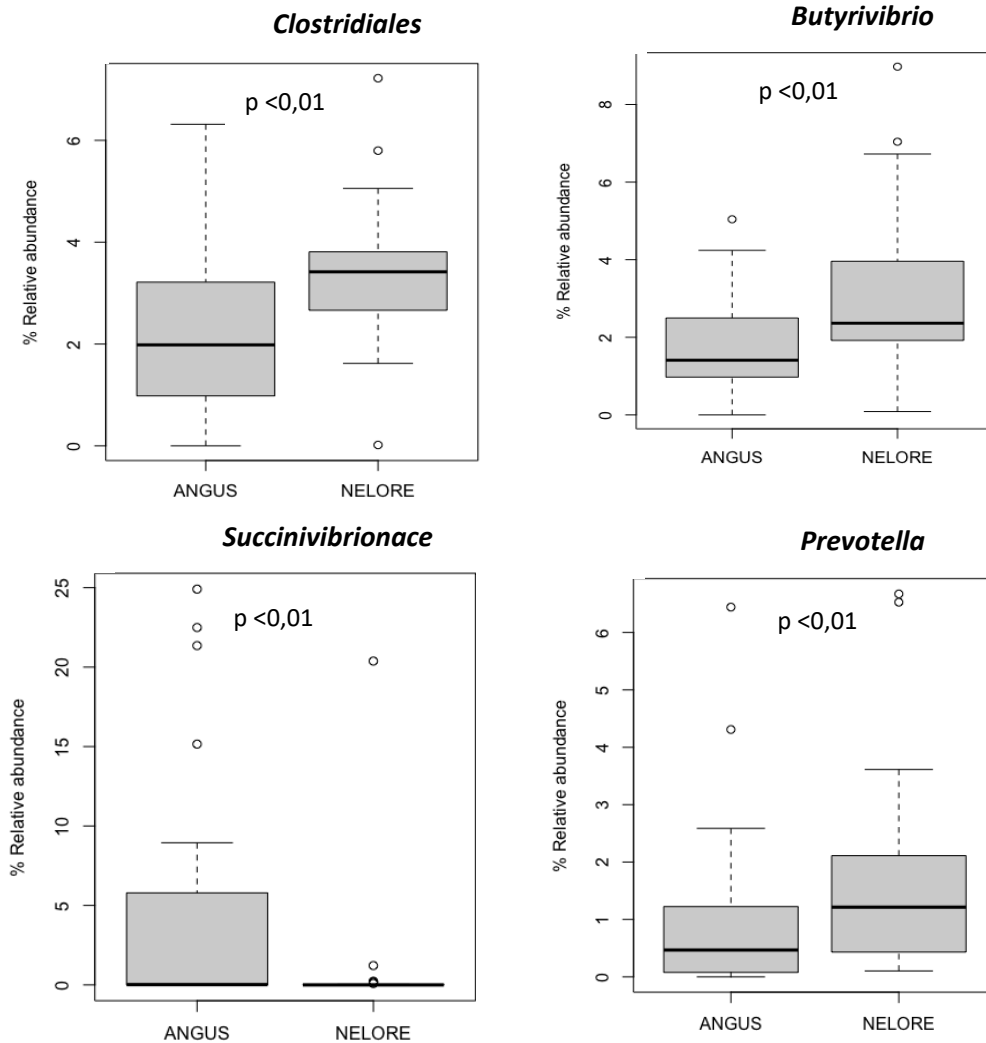 Clostridiales
p <0,01
% Relative abundance
6
4
2
0
ANGUS NELORE
Butyrivibrio
p <0,01
% Relative abundance
8
6
4
2
0
ANGUS NELORE
Succinivibrionace
p <0,01
% Relative abundance
25
20
15
10
5
0
ANGUS NELORE
Prevotella
p <0,01
% Relative abundance
6
5
4
3
2
1
0
ANGUS NELORE